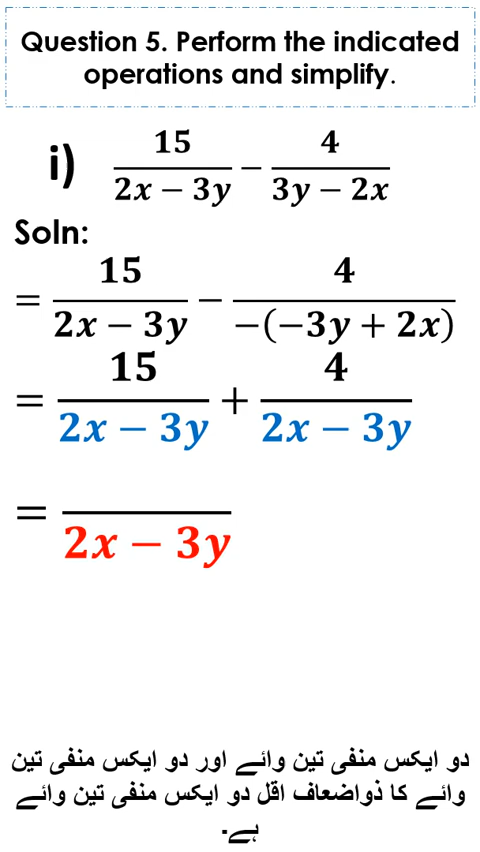 Question 5. Perform the indicated
operations and simplify.
i) 15/(2x − 3y) − 4/(3y − 2x)
Soln:
= 15/(2x − 3y) − 4/(−(−3y + 2x))
= 15/(2x − 3y) + 4/(2x − 3y)
= /(2x − 3y)
دو ایکس منفی تین وائے اور دو ایکس منفی تین
وائے کا ذواضعاف اقل دو ایکس منفی تین وائے
ہے۔